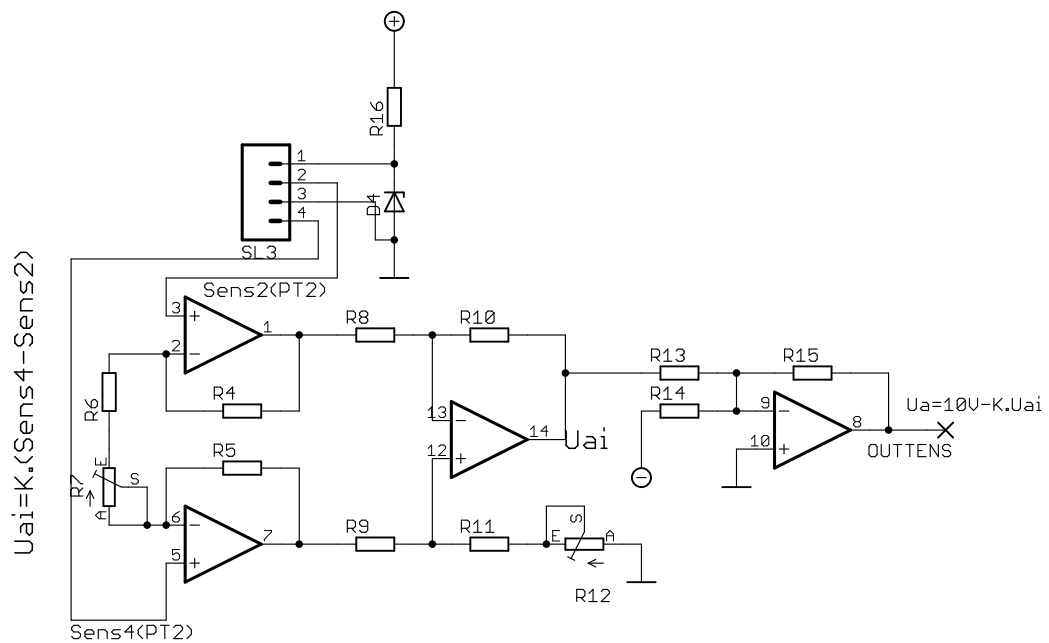 R16
1
2
3
4
D4
SL3
Uai=K.(Sens4-Sens2)
Sens2(PT2)
3
1
2
R8
R10
R4
R6
R13
R15
R14
9
10
8
Ua=10V-K.Uai
OUTTENS
13
14
12
Uai
R5
E
R7
S
A
6
7
5
R9
R11
S
E
A
R12
Sens4(PT2)